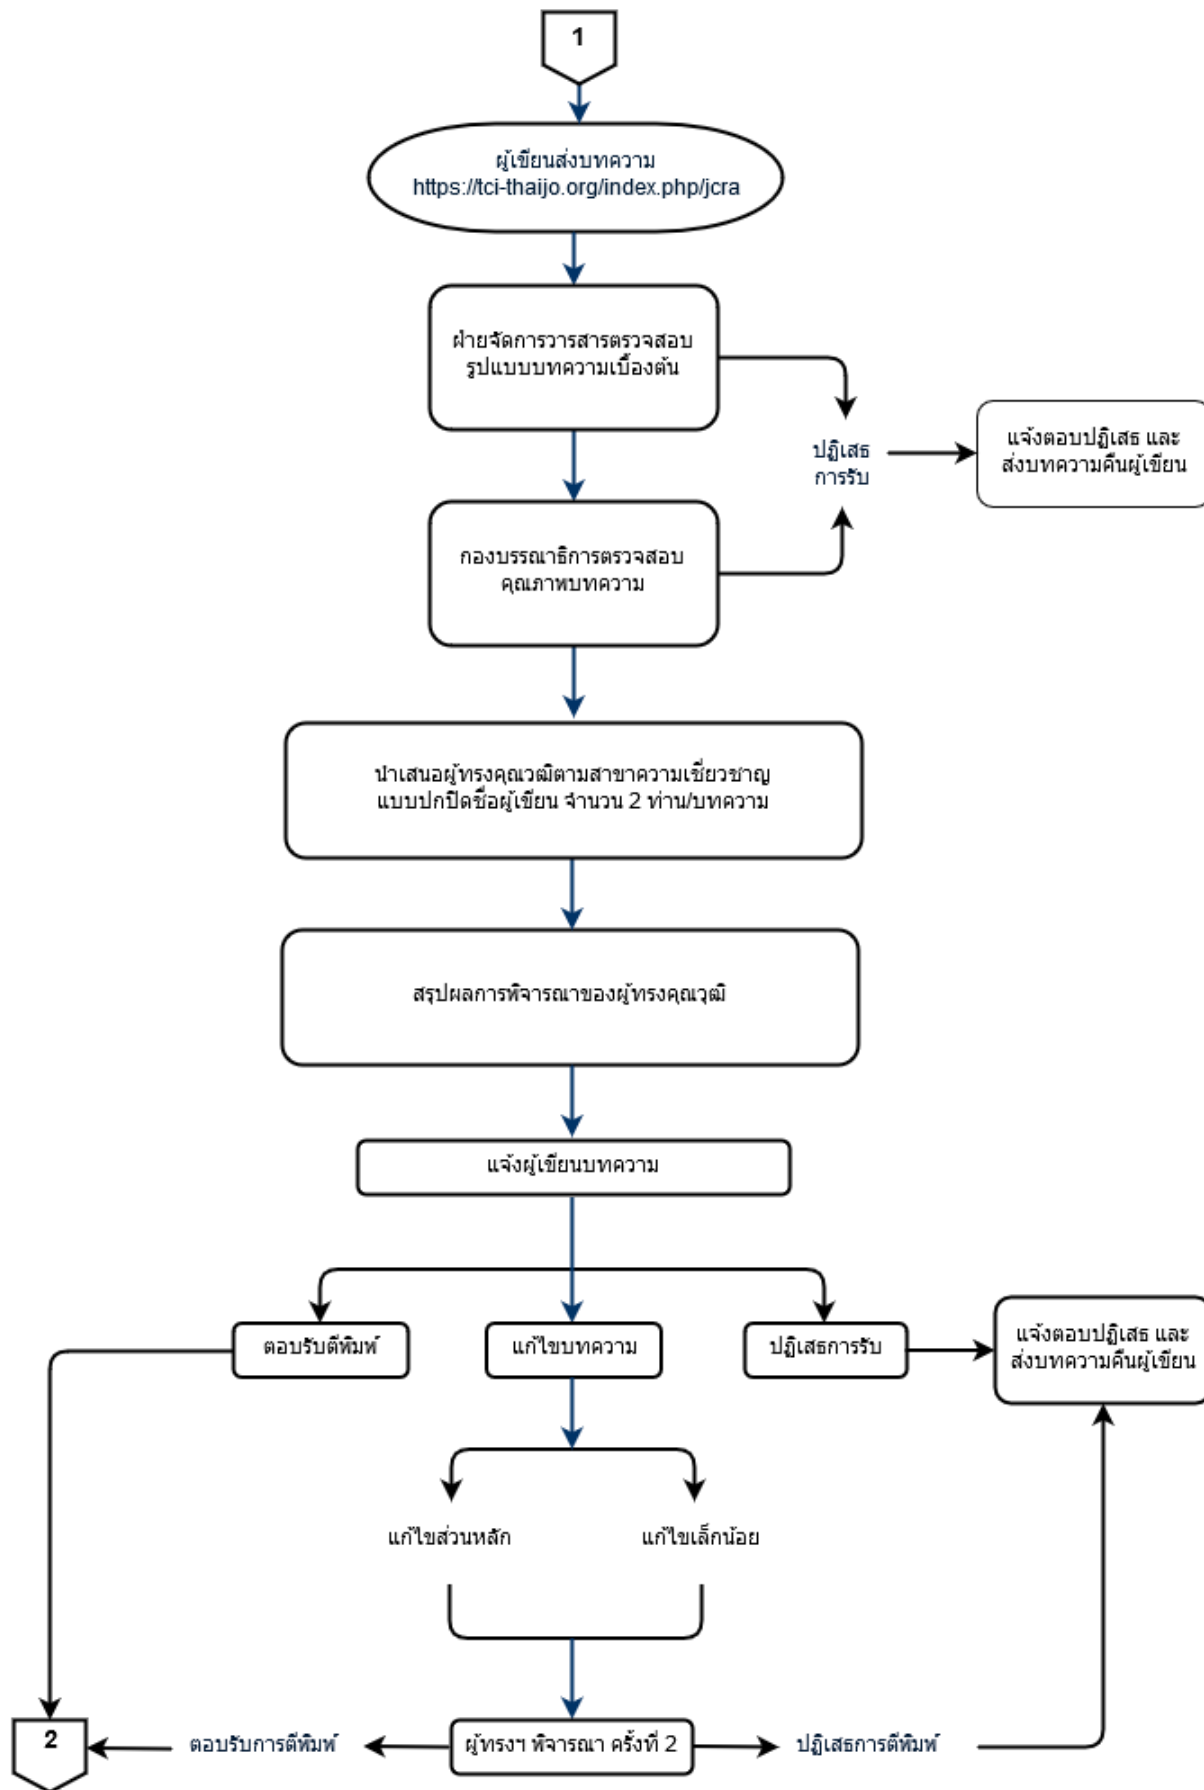 1
ผู้เขียนส่งบทความ
https://tci-thaijo.org/index.php/jcra
ฝ่ายจัดการวารสารตรวจสอบ
รูปแบบบทความเบื้องต้น
ปฏิเสธ
การรับ
แจ้งตอบปฏิเสธ และ
ส่งบทความคืนผู้เขียน
กองบรรณาธิการตรวจสอบ
คุณภาพบทความ
นำเสนอผู้ทรงคุณวฒิตามสาขาความเชี่ยวชาญ
แบบปกปิดชื่อผู้เขียน จำนวน 2 ท่าน/บทความ
สรุปผลการพิจารณาของผู้ทรงคุณวุฒิ
แจ้งผู้เขียนบทความ
ตอบรับตีพิมพ์
แก้ไขบทความ
ปฏิเสธการรับ
แจ้งตอบปฏิเสธ และ
ส่งบทความคืนผู้เขียน
แก้ไขส่วนหลัก
แก้ไขเล็กน้อย
2
ตอบรับการตีพิมพ์
ผู้ทรงฯ พิจารณา ครั้งที่ 2
ปฏิเสธการตีพิมพ์